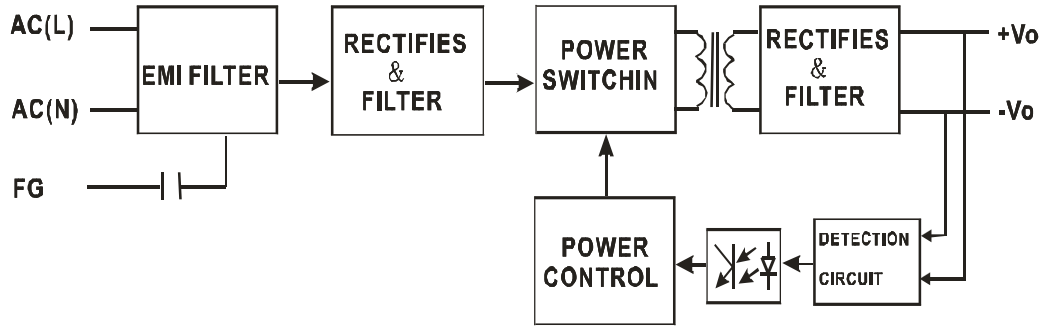 AC(L)
AC(N)
FG
EMI FILTER
RECTIFIES
&
FILTER
POWER
SWITCHIN
RECTIFIES
&
FILTER
+Vo
-Vo
POWER
CONTROL
DETECTION
CIRCUIT